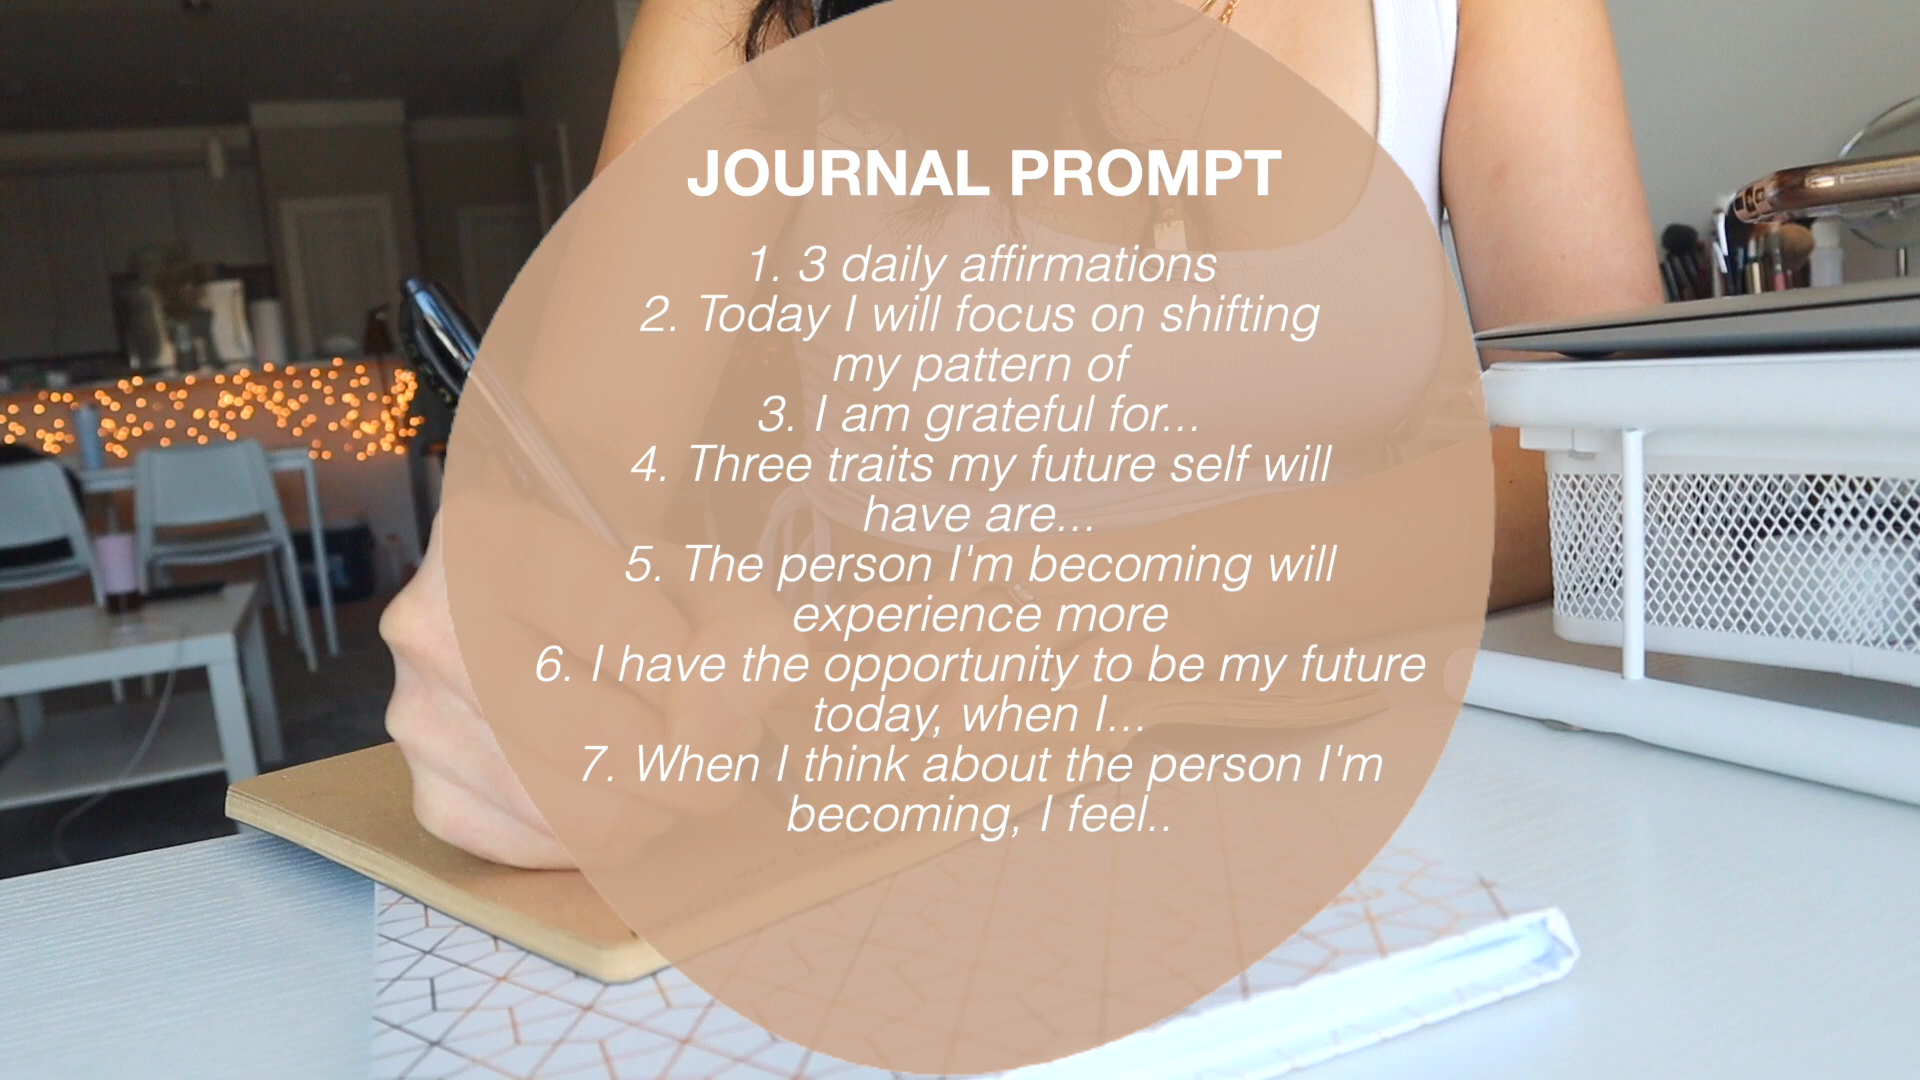 JOURNAL PROMPT
1. 3 daily affirmations
2. Today I will focus on shifting
my pattern of
3. I am grateful for...
4. Three traits my future self will
have are...
5. The person I'm becoming will
experience more
6. I have the opportunity to be my future
today, when I...
7. When I think about the person I'm
becoming, I feel..